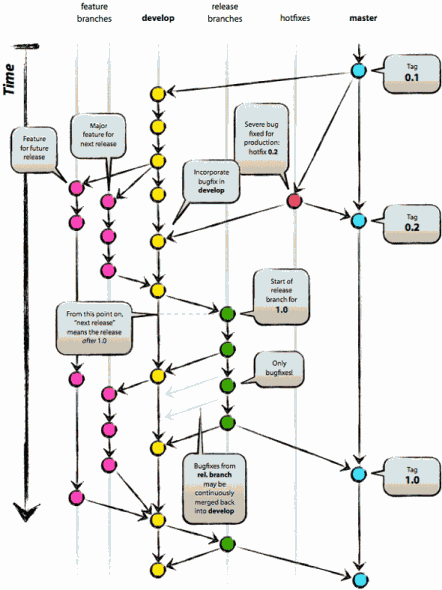 feature
branches
develop
release
branches
hotfixes
master
Time
Tag
0.1
Feature
for future
release
Major
feature for
next release
Severe bug
fixed for
production:
hotfix 0.2
Incorporate
bugfix in
develop
Tag
0.2
Start of
release
branch for
1.0
From this point on,
"next release"
means the release
after 1.0
Only
bugfixes!
Bugfixes from
rel. branch
may be
continuously
merged back
into develop
Tag
1.0